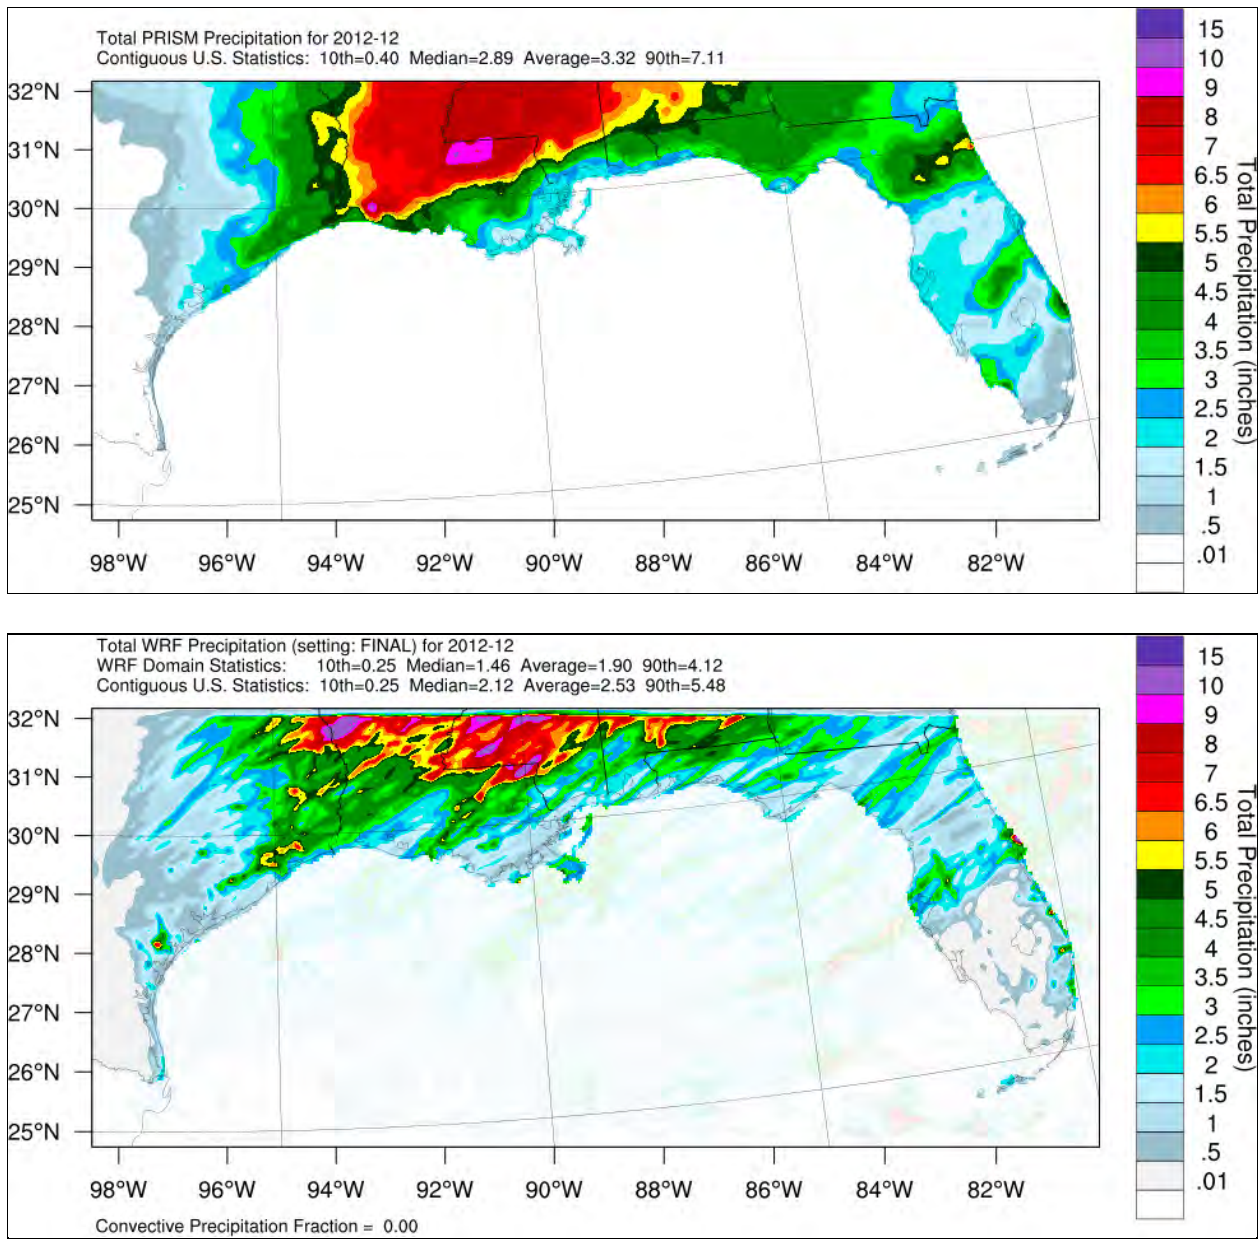 Total PRISM Precipitation for 2012-12
Contiguous U.S. Statistics: 10th=0.40 Median=2.89 Average=3.32 90th=7.11
32°N
31°N
30°N
29°N
28°N
27°N
26°N
25°N
98°W 96°W 94°W 92°W 90°W 88°W 86°W 84°W 82°W
15
10
9
8
7
6.5
6
5.5
5
4.5
4
3.5
3
2.5
2
1.5
1
.5
.01
Total Precipitation (inches)
Total WRF Precipitation (setting: FINAL) for 2012-12
WRF Domain Statistics: 10th=0.25 Median=1.46 Average=1.90 90th=4.12
Contiguous U.S. Statistics: 10th=0.25 Median=2.12 Average=2.53 90th=5.48
32°N
31°N
30°N
29°N
28°N
27°N
26°N
25°N
98°W 96°W 94°W 92°W 90°W 88°W 86°W 84°W 82°W
15
10
9
8
7
6.5
6
5.5
5
4.5
4
3.5
3
2.5
2
1.5
1
.5
.01
Total Precipitation (inches)
Convective Precipitation Fraction = 0.00